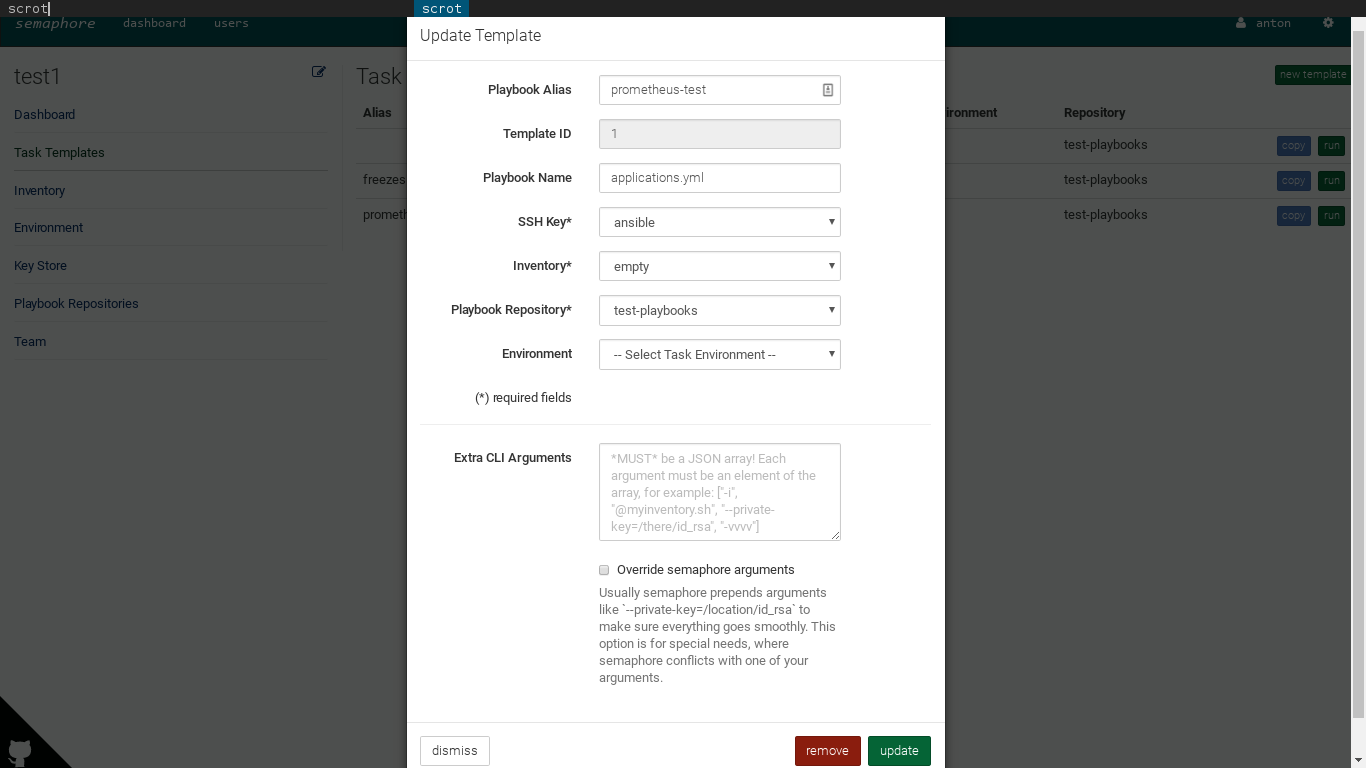 scrot scrot
semaphore dashboard users anton
Update Template
test1
Task
new template
Dashboard
Task Templates
Inventory
Environment
Key Store
Playbook Repositories
Team
Alias ironment Repository
test-playbooks copy run
freezes test-playbooks copy run
prometh test-playbooks copy run
Playbook Alias prometheus-test
Template ID 1
Playbook Name applications.yml
SSH Key* ansible
Inventory* empty
Playbook Repository* test-playbooks
Environment -- Select Task Environment --
(*) required fields
Extra CLI Arguments *MUST* be a JSON array! Each
argument must be an element of the
array, for example: ["-i",
"@myinventory.sh", "--private-
key=/there/id_rsa", "-vvvv"]
Override semaphore arguments
Usually semaphore prepends arguments
like `--private-key=/location/id_rsa` to
make sure everything goes smoothly. This
option is for special needs, where
semaphore conflicts with one of your
arguments.
dismiss remove update